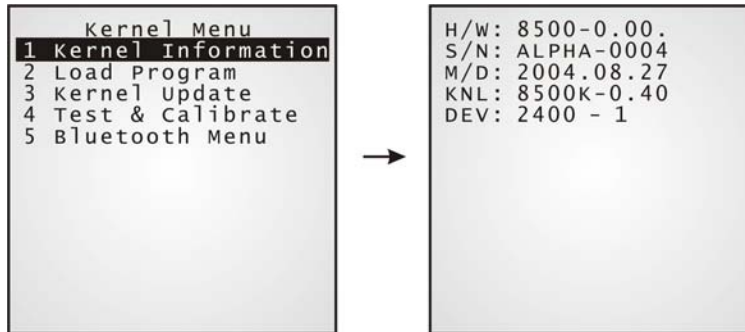 Kernel Menu
1 Kernel Information
2 Load Program
3 Kernel Update
4 Test & Calibrate
5 Bluetooth Menu
H/W: 8500-0.00.
S/N: ALPHA-0004
M/D: 2004.08.27
KNL: 8500K-0.40
DEV: 2400 - 1